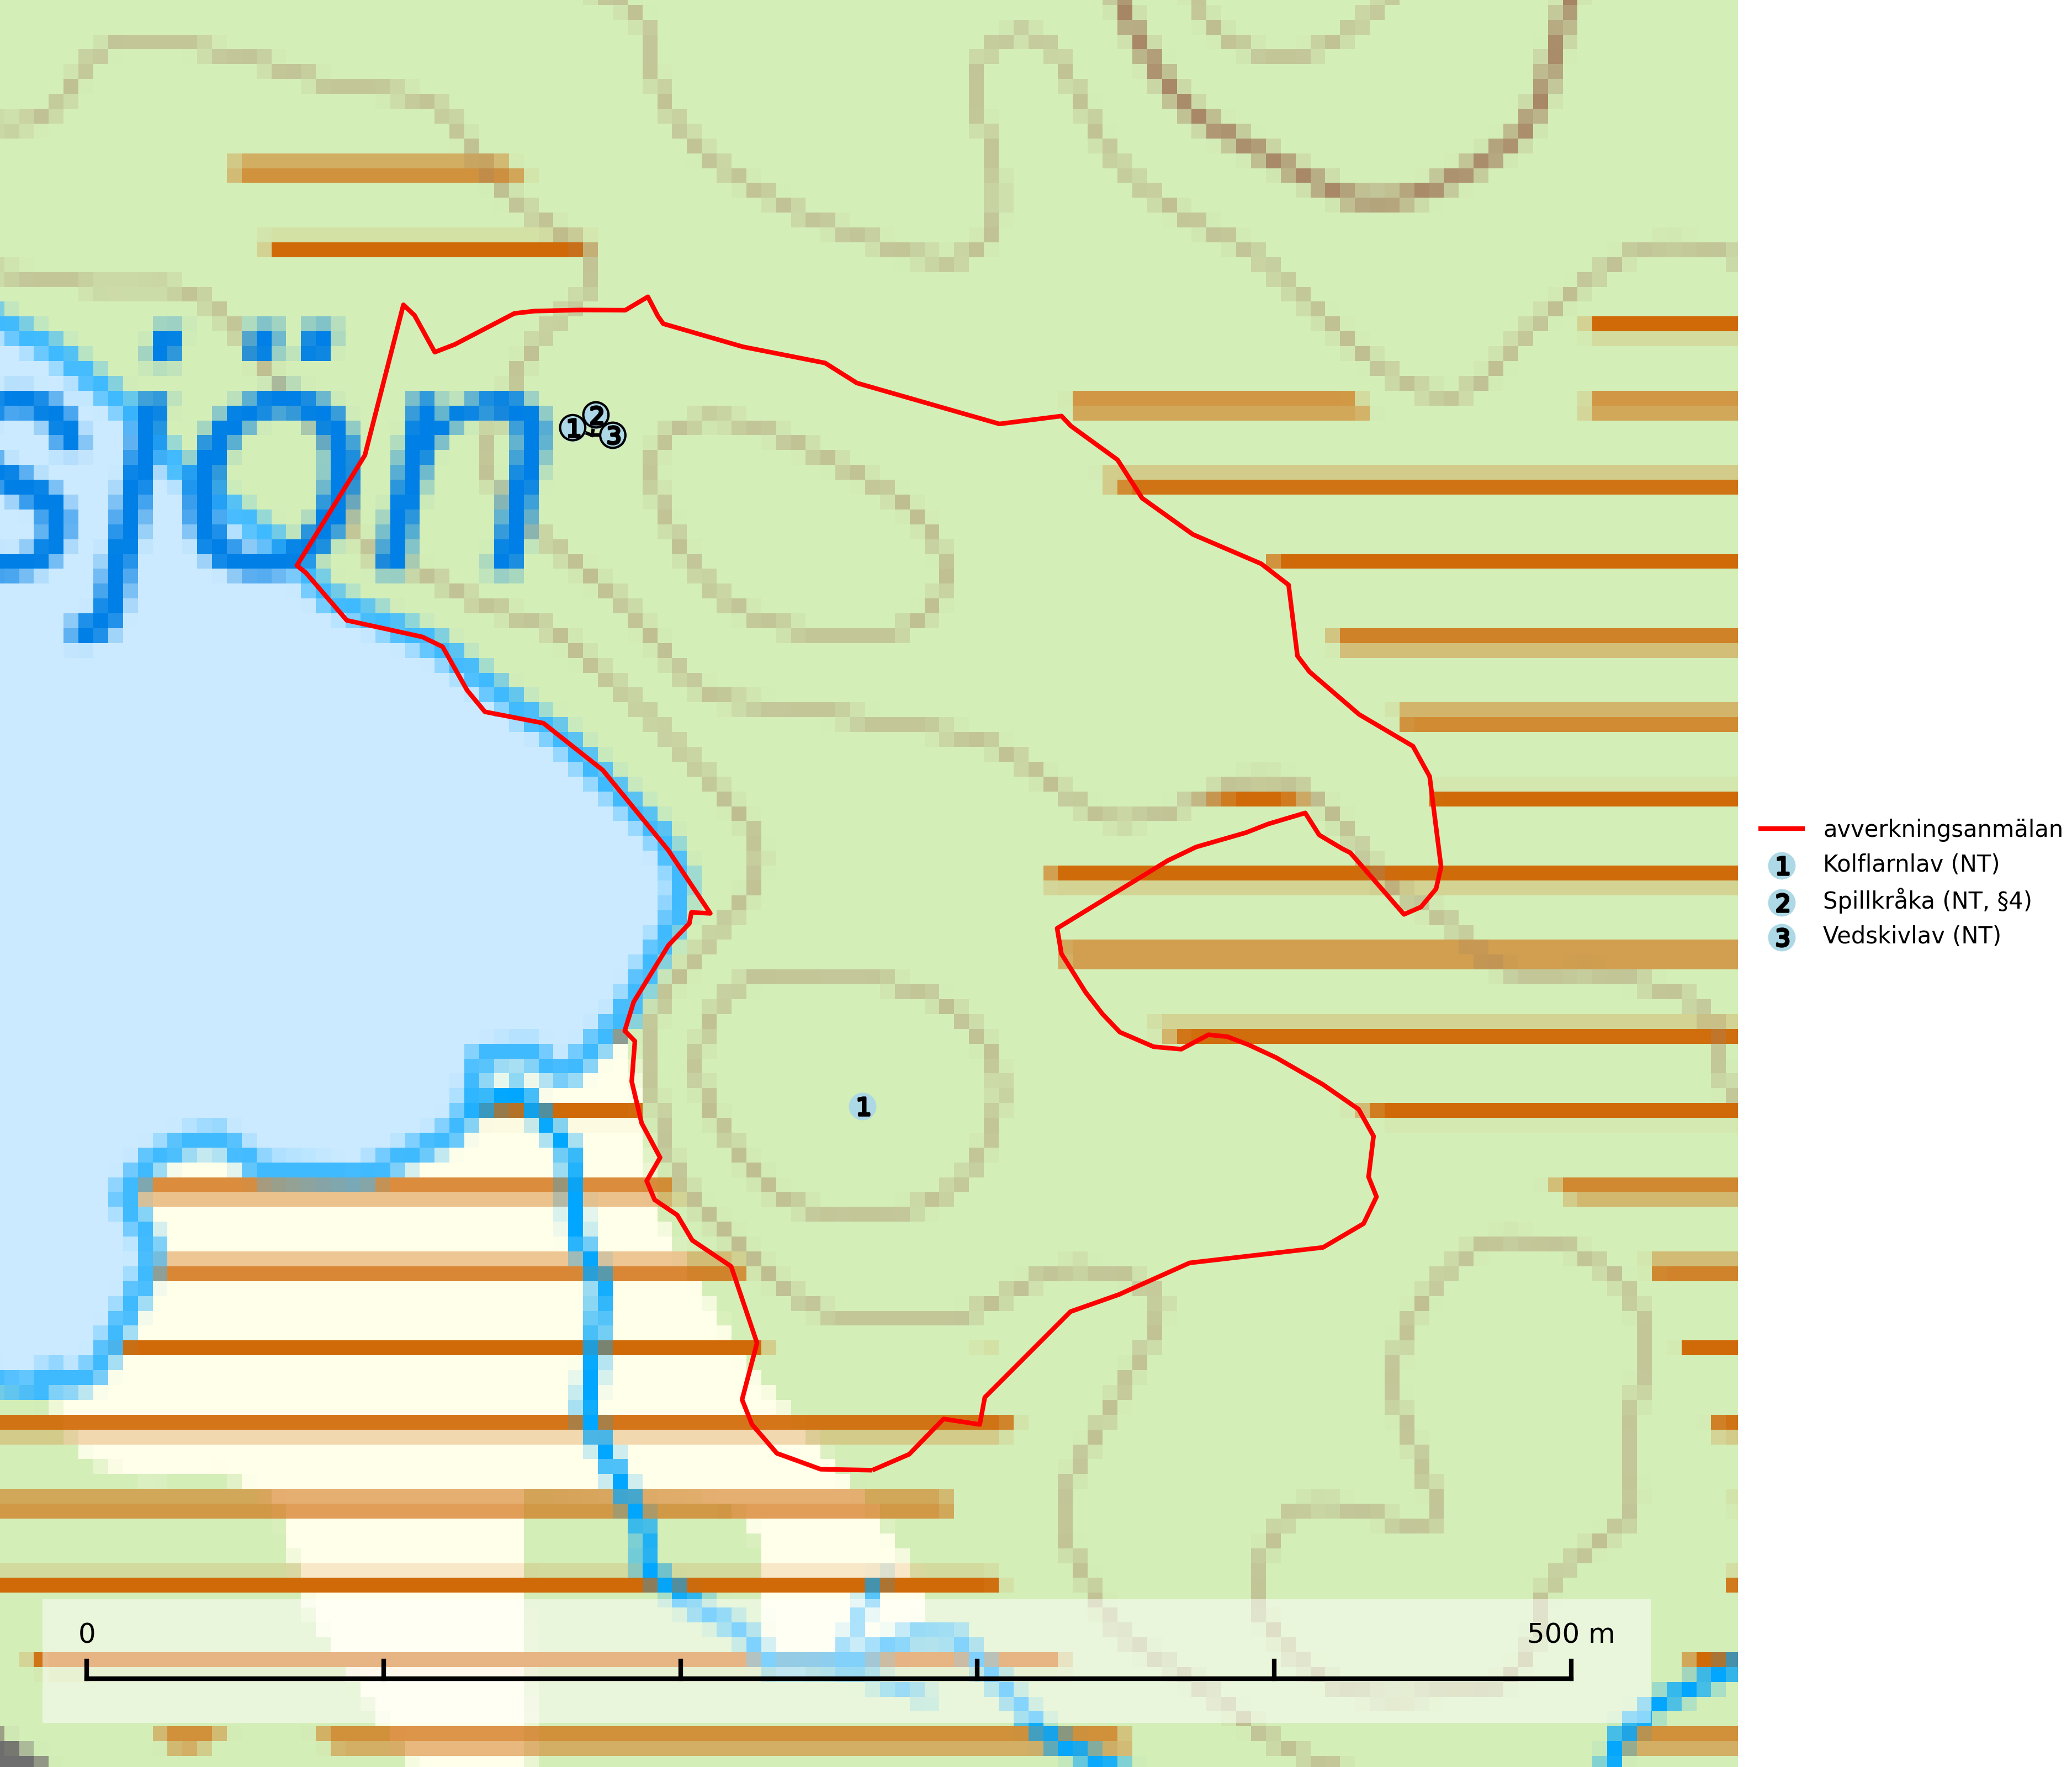 sjön
1
2
3
1
avverkningsanmälan
1 Kolflarnlav (NT)
2 Spillkråka (NT, §4)
3 Vedskivlav (NT)
0 500 m